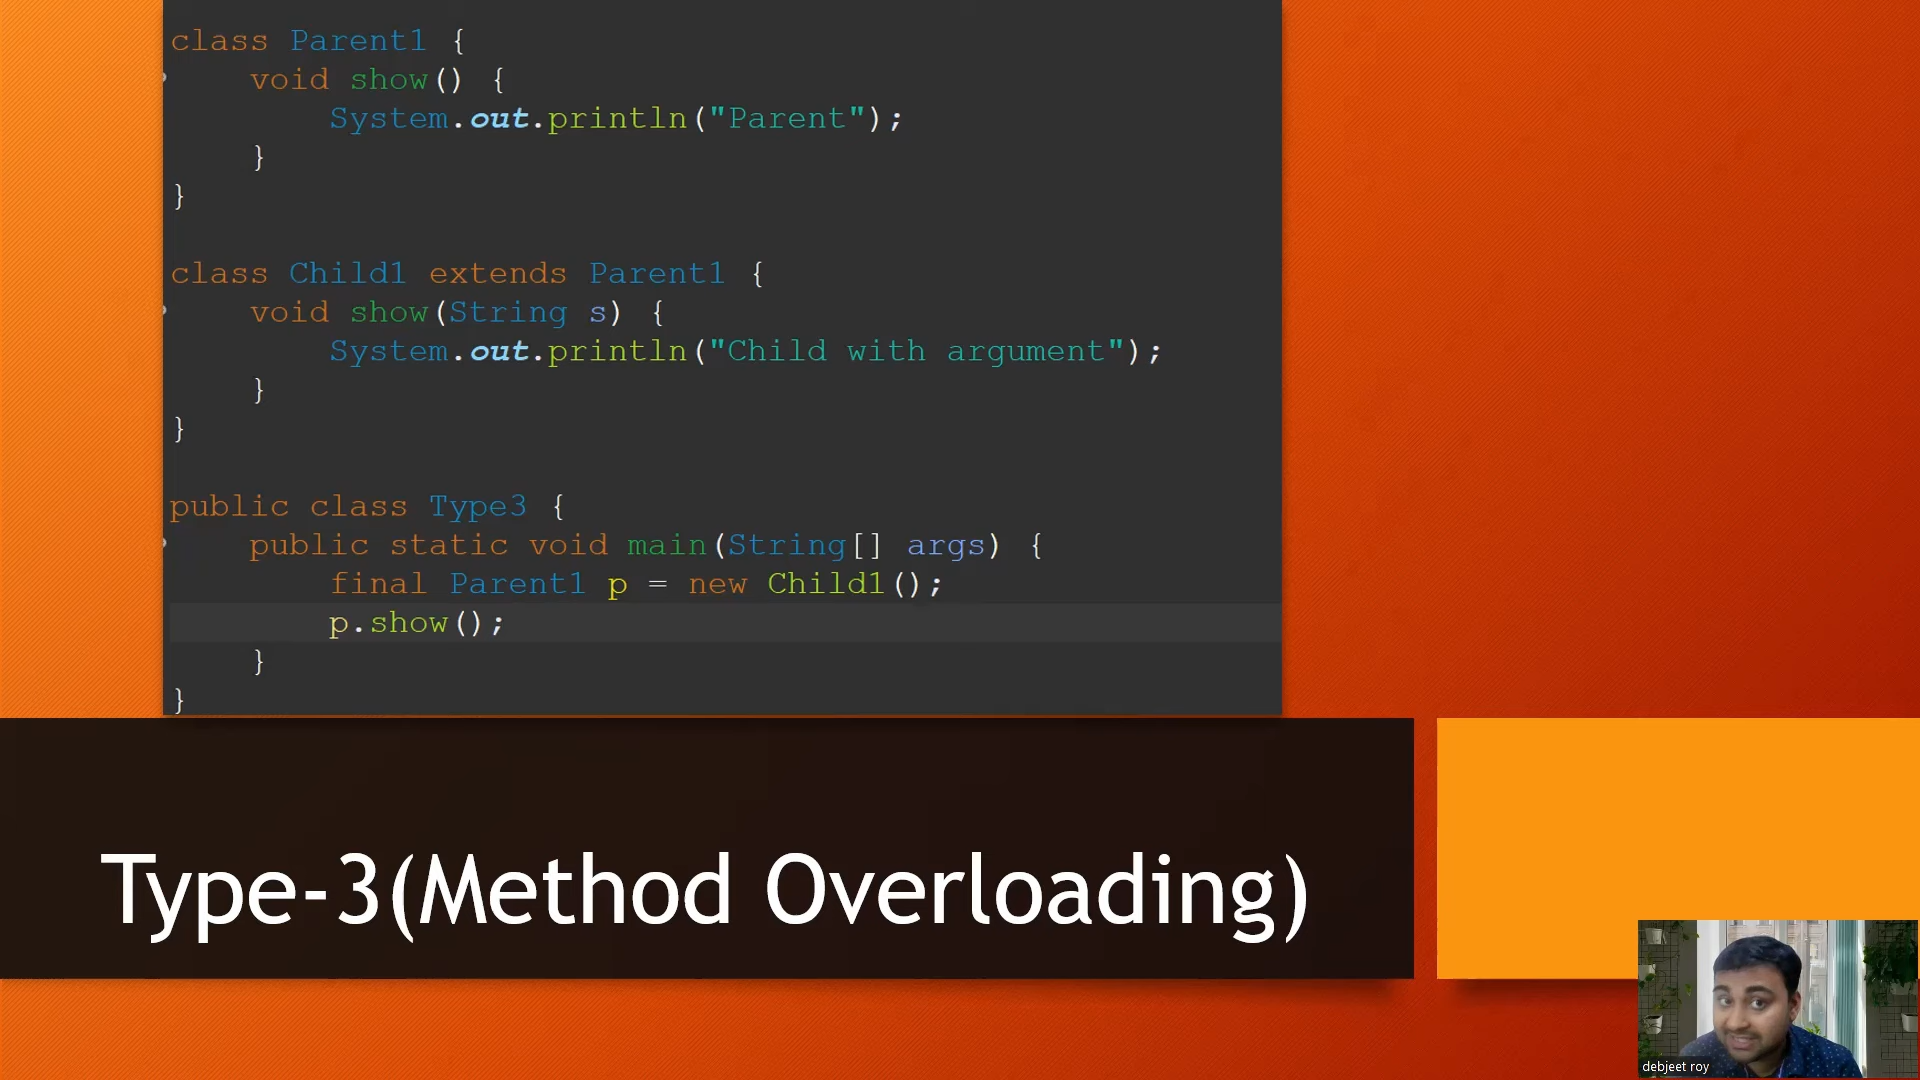 class Parent1 {
    void show() {
        System.out.println("Parent");
    }
}

class Child1 extends Parent1 {
    void show(String s) {
        System.out.println("Child with argument");
    }
}

public class Type3 {
    public static void main(String[] args) {
        final Parent1 p = new Child1();
        p.show();
    }
}
Type-3(Method Overloading)
debjeet roy